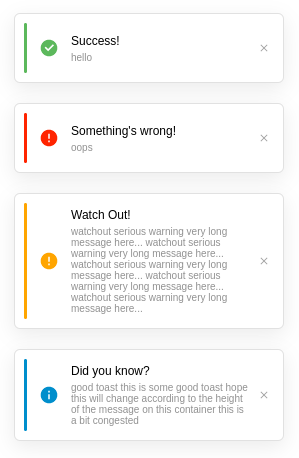 Success!
hello
Something's wrong!
oops
Watch Out!
watchout serious warning very long
message here... watchout serious
warning very long message here...
watchout serious warning very long
message here... watchout serious
warning very long message here...
watchout serious warning very long
message here...
Did you know?
good toast this is some good toast hope
this will change according to the height
of the message on this container this is
a bit congested